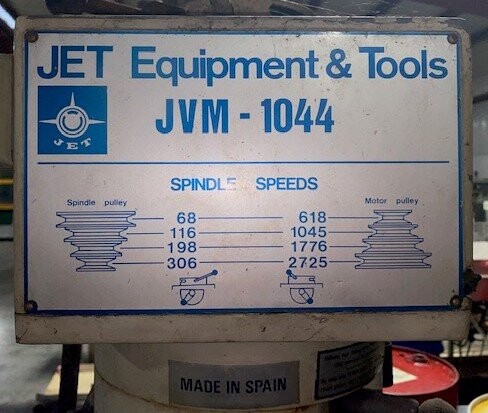 JET Equipment & Tools
JVM - 1044
JET
SPINDLE SPEEDS
Spindle pulley
Motor pulley
68 618
116 1045
198 1776
306 2725
MADE IN SPAIN